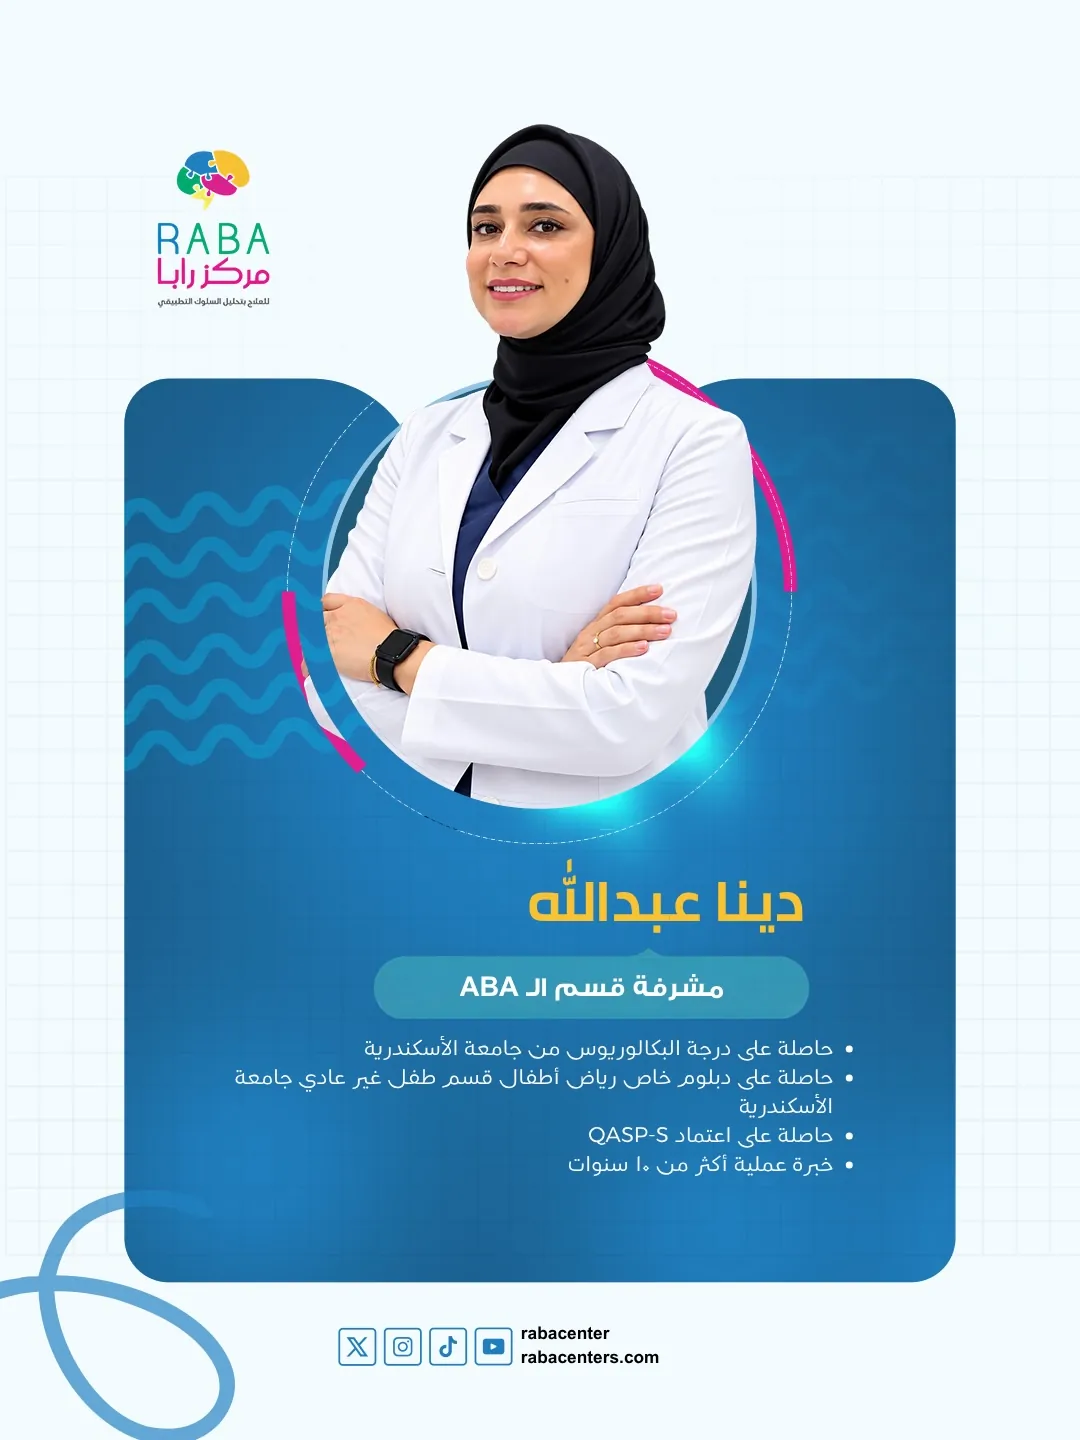 RABA
مركز رابا
للعلاج بتحليل السلوك التطبيقي
دينا عبدالله
مشرفة قسم الـ ABA
• حاصلة على درجة البكالوريوس من جامعة الأسكندرية
• حاصلة على دبلوم خاص رياض أطفال قسم طفل غير عادي جامعة
الأسكندرية
• حاصلة على اعتماد QASP-S
• خبرة عملية أكثر من ١٠ سنوات
rabacenter
rabacenters.com